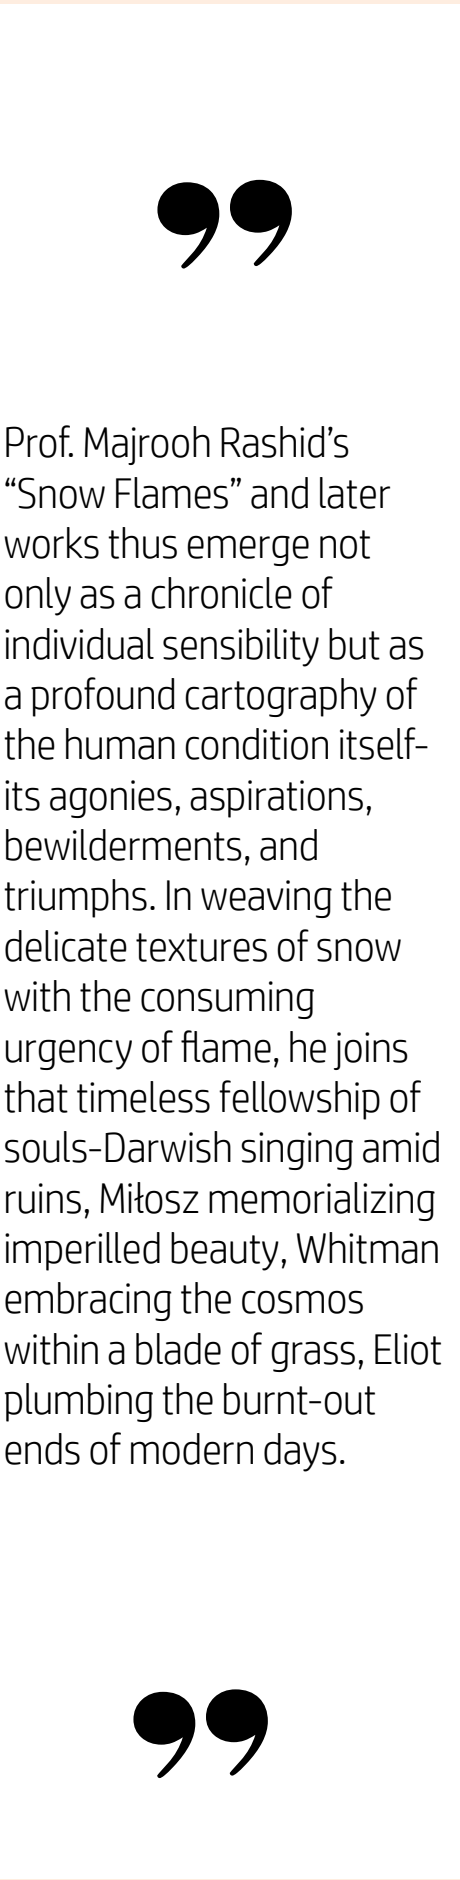 ”
Prof. Majrooh Rashid’s
“Snow Flames” and later
works thus emerge not
only as a chronicle of
individual sensibility but as
a profound cartography of
the human condition itself-
its agonies, aspirations,
bewilderments, and
triumphs. In weaving the
delicate textures of snow
with the consuming
urgency of flame, he joins
that timeless fellowship of
souls-Darwish singing amid
ruins, Miłosz memorializing
imperilled beauty, Whitman
embracing the cosmos
within a blade of grass, Eliot
plumbing the burnt-out
ends of modern days.
”